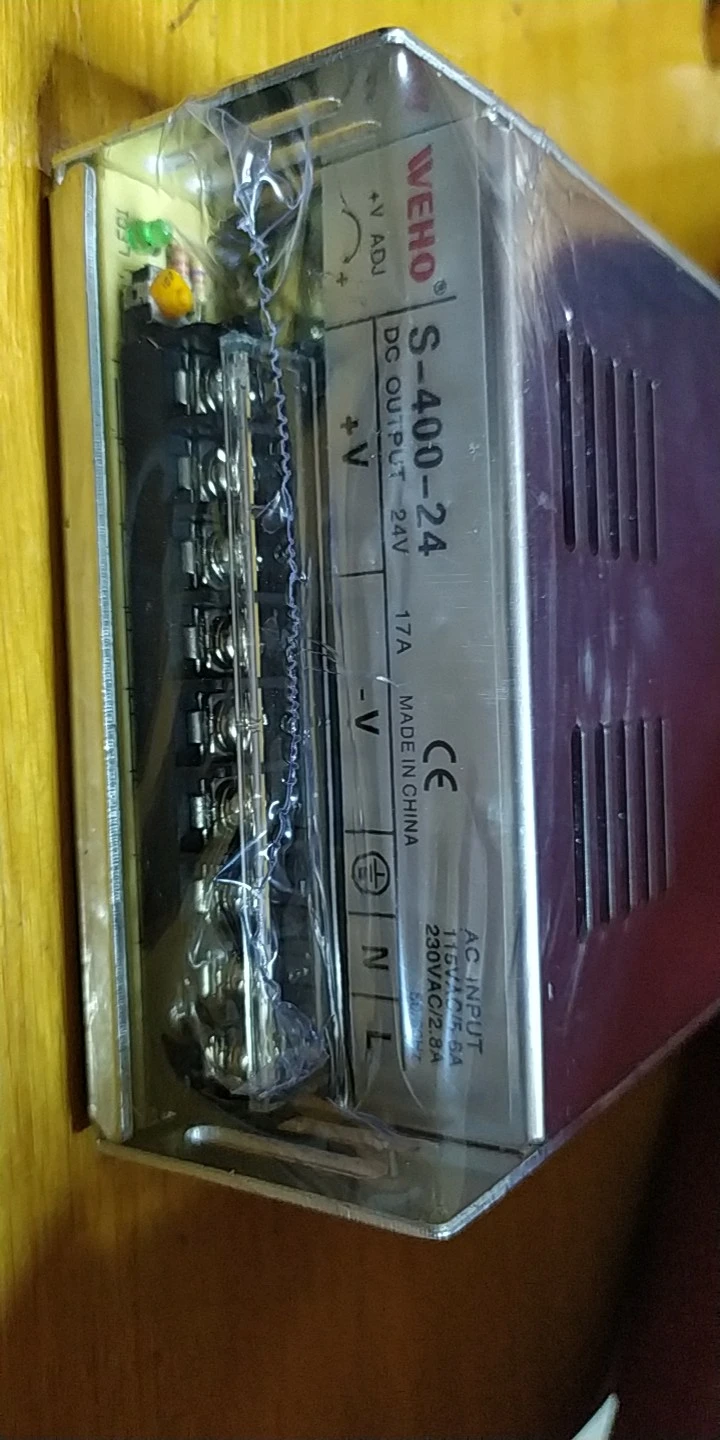 WEHO®
+V ADJ
+
S-400-24
DC OUTPUT 24V 17A MADE IN CHINA
CE
AC INPUT
115VAC/5.6A
230VAC/2.8A
+V
-V
N
L
LED1